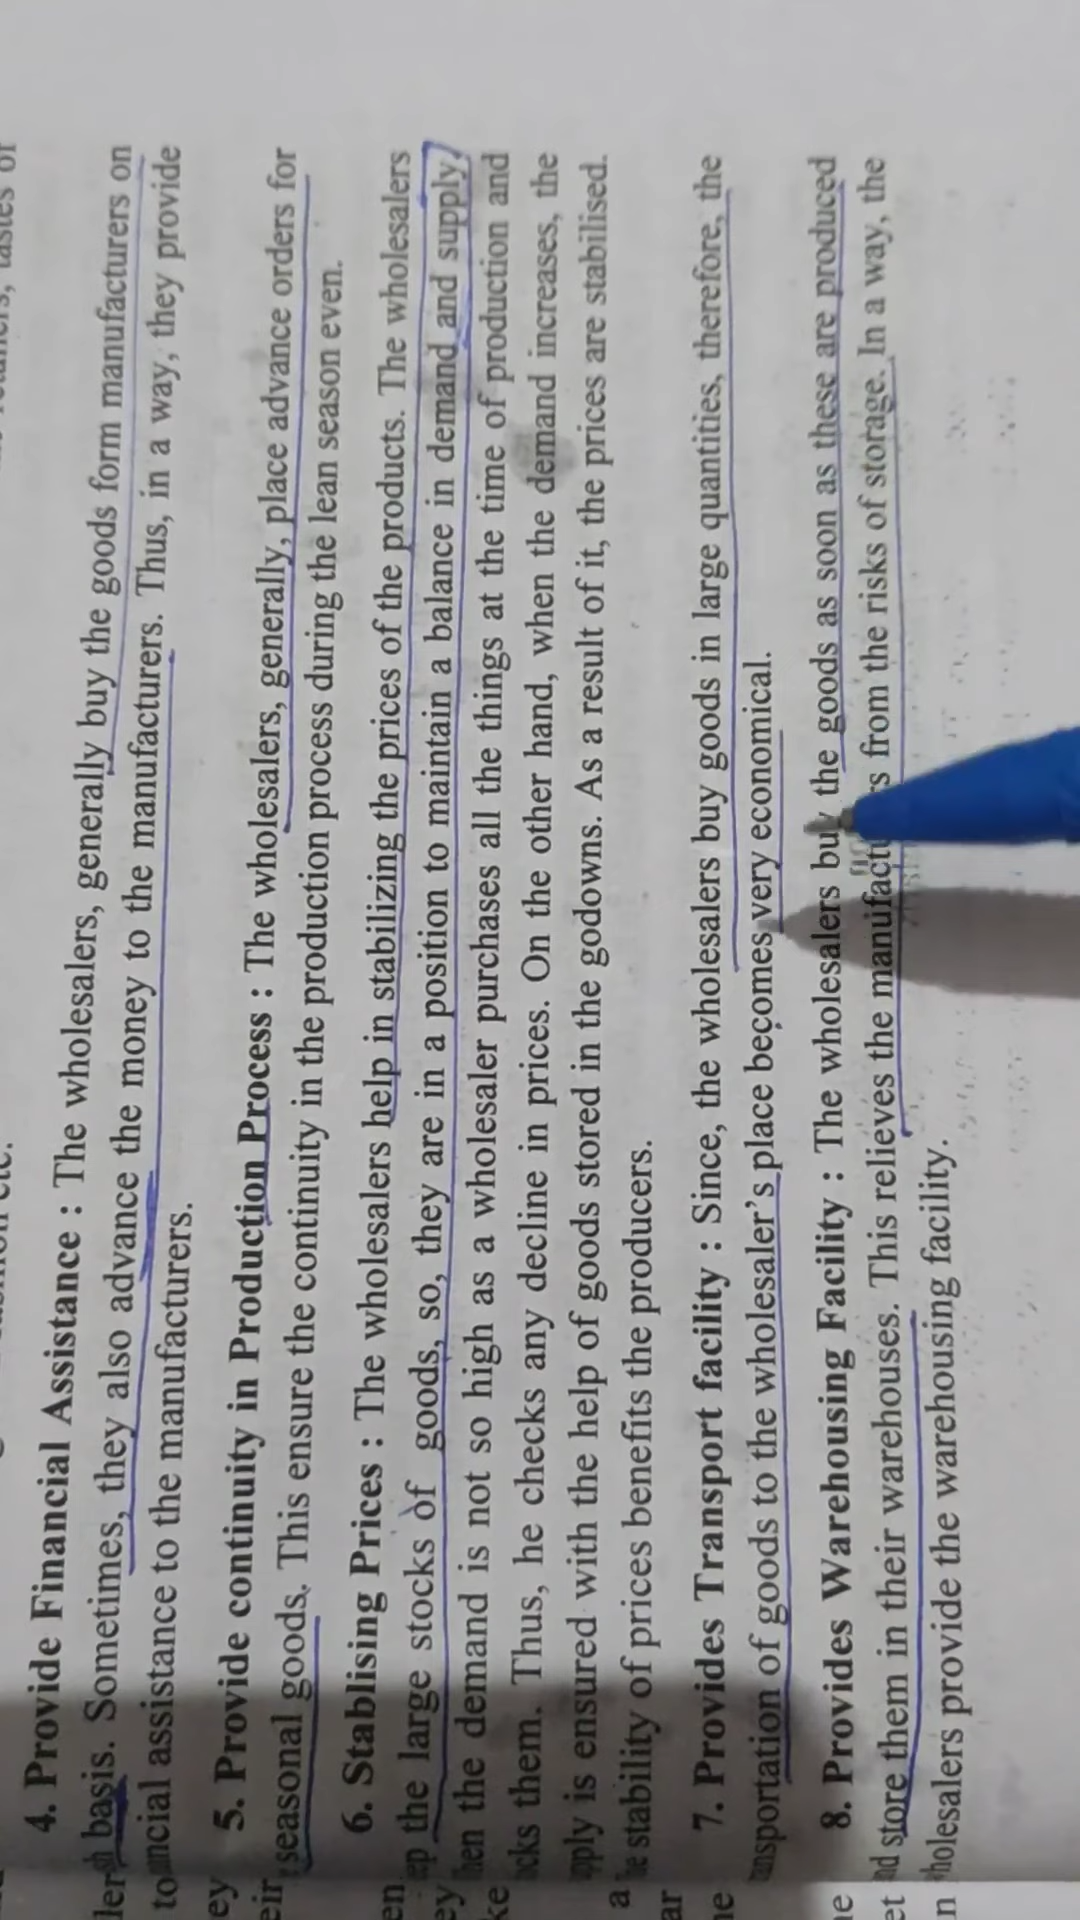 4. Provide Financial Assistance : The wholesalers, generally buy the goods form manufacturers on
basis. Sometimes, they also advance the money to the manufacturers. Thus, in a way, they provide
assistance to the manufacturers.
5. Provide continuity in Production Process : The wholesalers, generally, place advance orders for
seasonal goods. This ensure the continuity in the production process during the lean season even.
6. Stablising Prices : The wholesalers help in stabilizing the prices of the products. The wholesalers
the large stocks of goods, so, they are in a position to maintain a balance in demand and supply.
the demand is not so high as a wholesaler purchases all the things at the time of production and
them. Thus, he checks any decline in prices. On the other hand, when the demand increases, the
is ensured with the help of goods stored in the godowns. As a result of it, the prices are stabilised.
stability of prices benefits the producers.
7. Provides Transport facility : Since, the wholesalers buy goods in large quantities, therefore, the
of goods to the wholesaler's place becomes very economical.
8. Provides Warehousing Facility : The wholesalers buy the goods as soon as these are produced
store them in their warehouses. This relieves the manufacturers from the risks of storage. In a way, the
wholesalers provide the warehousing facility.